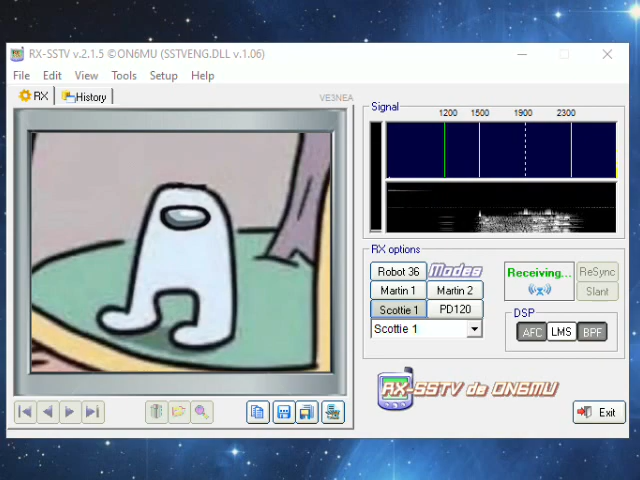 RX-SSTV v.2.1.5 ©ON6MU (SSTVENG.DLL v.1.06)
File Edit View Tools Setup Help
RX History VE3NEA
Signal
1200 1500 1900 2300
RX options
Robot 36 Modes
Martin 1 Martin 2
Scottie 1 PD120
Scottie 1
Receiving... ReSync
Slant
DSP
AFC LMS BPF
RX-SSTV de ON6MU
Exit